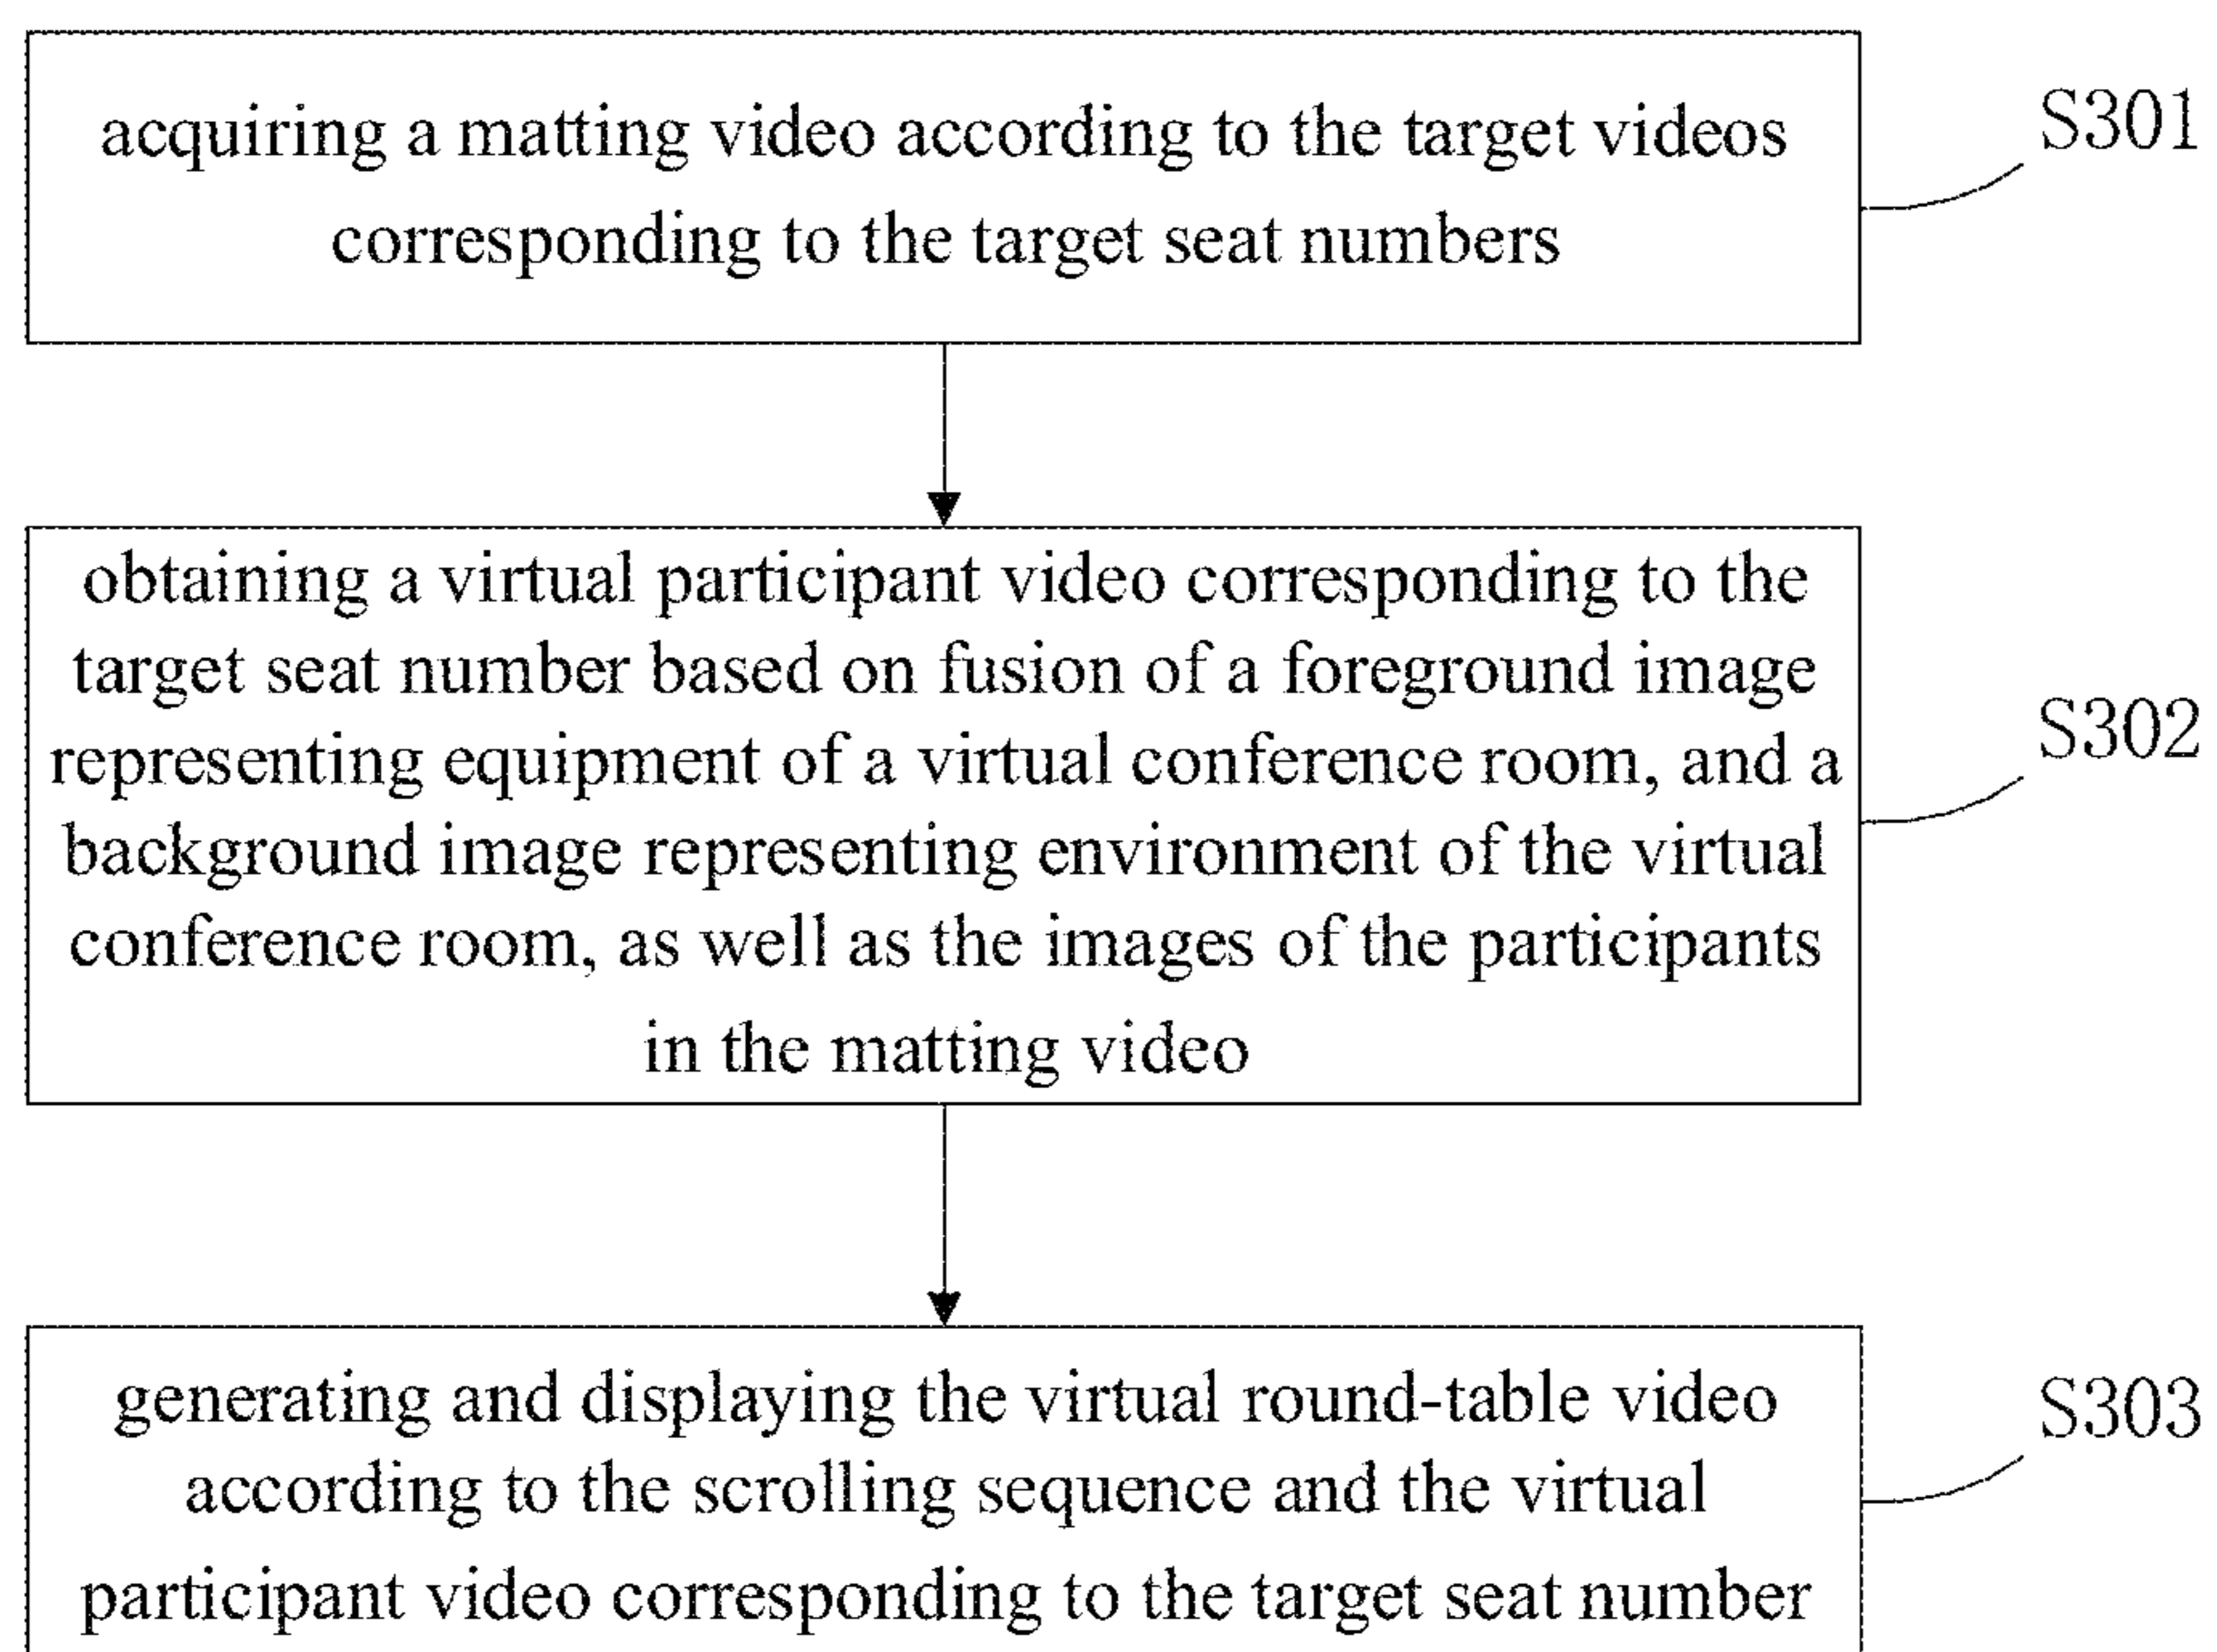 acquiring a matting video according to the target videos
corresponding to the target seat numbers
S301
obtaining a virtual participant video corresponding to the
target seat number based on fusion of a foreground image
representing equipment of a virtual conference room, and a
background image representing environment of the virtual
conference room, as well as the images of the participants
in the matting video
S302
generating and displaying the virtual round-table video
according to the scrolling sequence and the virtual
participant video corresponding to the target seat number
S303